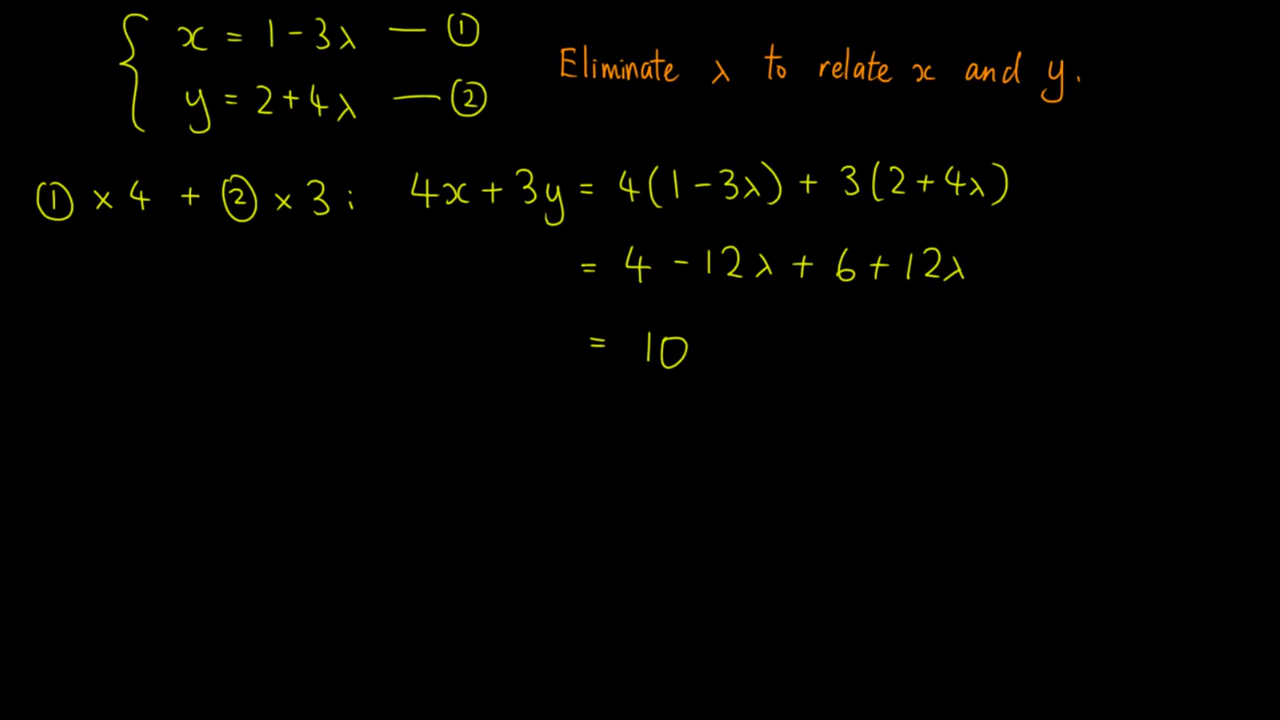 x = 1 - 3λ — ①
Eliminate λ to relate x and y.
y = 2 + 4λ — ②
① × 4 + ② × 3 : 4x + 3y = 4(1 - 3λ) + 3(2 + 4λ)
= 4 - 12λ + 6 + 12λ
= 10